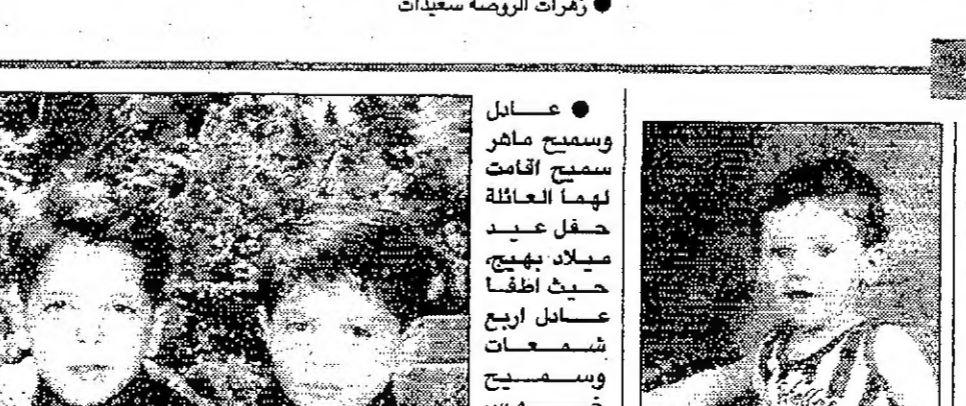 ● زهرات الروضة سعيدات
● عادل
وسميح ماهر
سميح اقامت
لهما العائلة
حفل عيد
ميلاد بهيج،
حيث اطفأ
عادل اربع
شمعات
وسميح